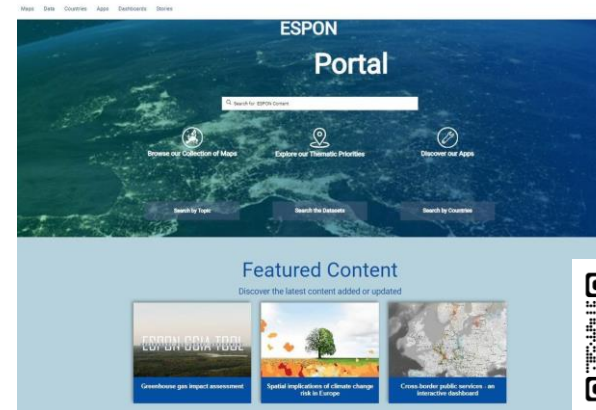 Maps Data Countries Apps Dashboards Stories
ESPON
Portal
Search for ESPON Content
Browse our Collection of Maps
Explore our Thematic Priorities
Discover our Apps
Search by Topic
Search the Datasets
Search by Countries
Featured Content
Discover the latest content added or updated
ESPON GGIA TOOL
Greenhouse gas impact assessment
Spatial implications of climate change
risk in Europe
Cross-border public services - an
interactive dashboard